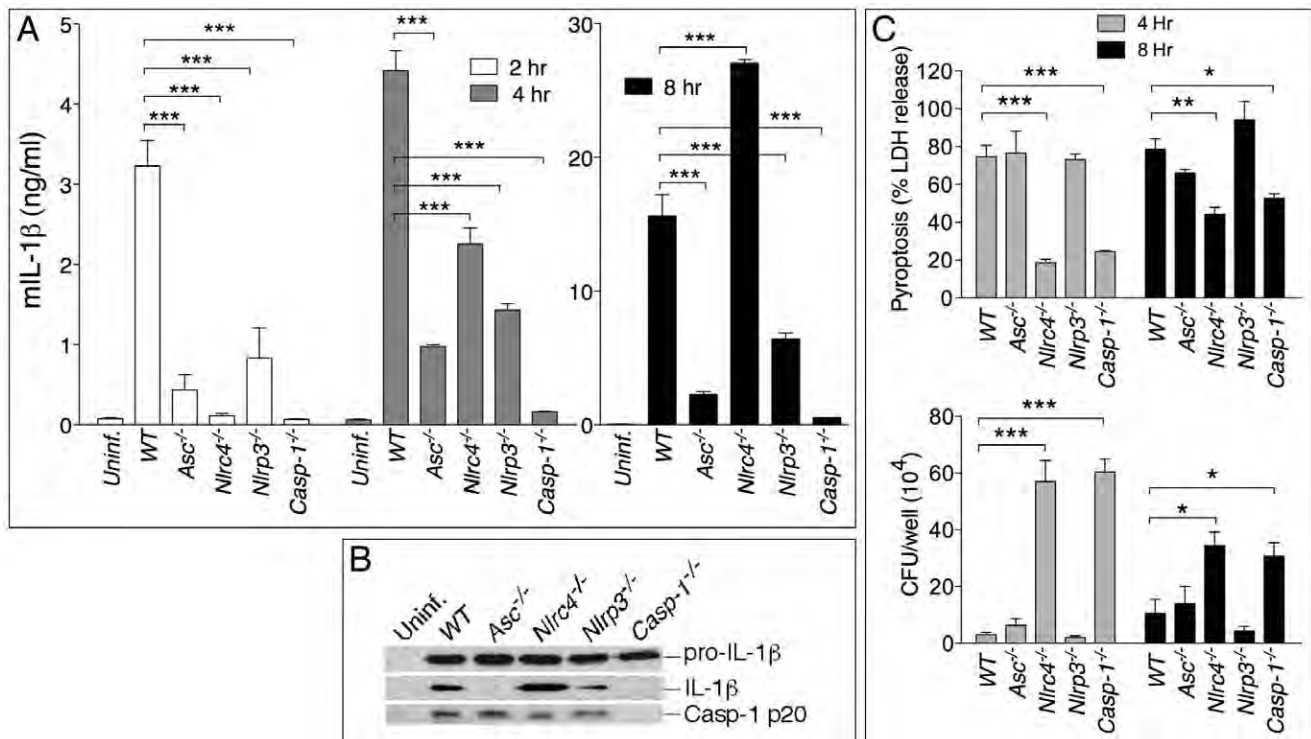 A
mIL-1β (ng/ml)
5
4
3
2
1
0
***
***
***
***
***
***
***
***
2 hr
4 hr
30
20
10
0
8 hr
***
***
***
***
Uninf.
WT
Asc-/-
Nlrc4-/-
Nlrp3-/-
Casp-1-/-
Uninf.
WT
Asc-/-
Nlrc4-/-
Nlrp3-/-
Casp-1-/-
Uninf.
WT
Asc-/-
Nlrc4-/-
Nlrp3-/-
Casp-1-/-
B
Uninf.
WT
Asc-/-
Nlrc4-/-
Nlrp3-/-
Casp-1-/-
pro-IL-1β
IL-1β
Casp-1 p20
C
4 Hr
8 Hr
Pyroptosis (% LDH release)
120
100
80
60
40
20
0
***
***
*
**
WT
Asc-/-
Nlrc4-/-
Nlrp3-/-
Casp-1-/-
WT
Asc-/-
Nlrc4-/-
Nlrp3-/-
Casp-1-/-
CFU/well (10⁴)
80
60
40
20
0
***
***
*
*
WT
Asc-/-
Nlrc4-/-
Nlrp3-/-
Casp-1-/-
WT
Asc-/-
Nlrc4-/-
Nlrp3-/-
Casp-1-/-